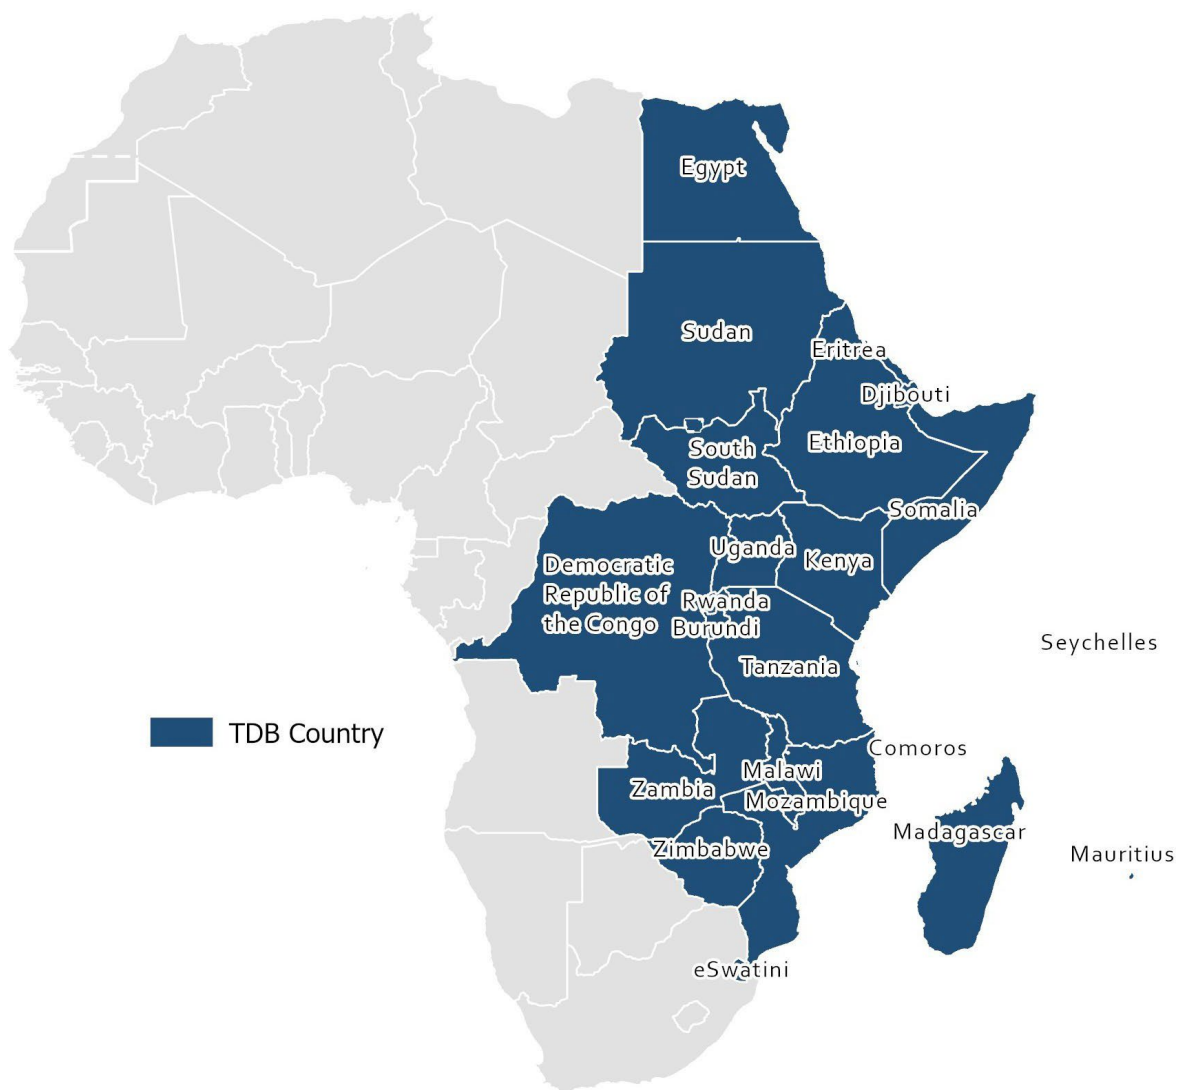 Egypt
Sudan
Eritrea
Djibouti
South
Sudan
Ethiopia
Somalia
Uganda
Kenya
Democratic
Republic of
the Congo
Rwanda
Burundi
Seychelles
Tanzania
TDB Country
Comoros
Malawi
Zambia
Mozambique
Madagascar
Zimbabwe
Mauritius
eSwatini